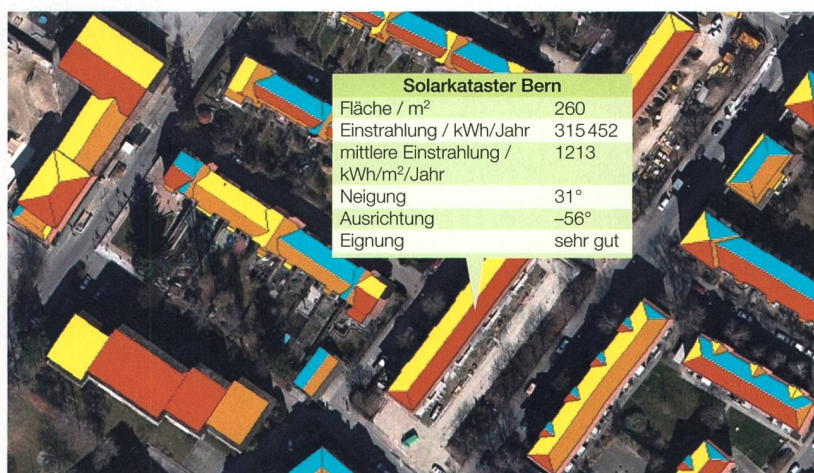 Solarkataster Bern
Fläche / m² 260
Einstrahlung / kWh/Jahr 315 452
mittlere Einstrahlung / 1213
kWh/m²/Jahr
Neigung 31°
Ausrichtung –56°
Eignung sehr gut